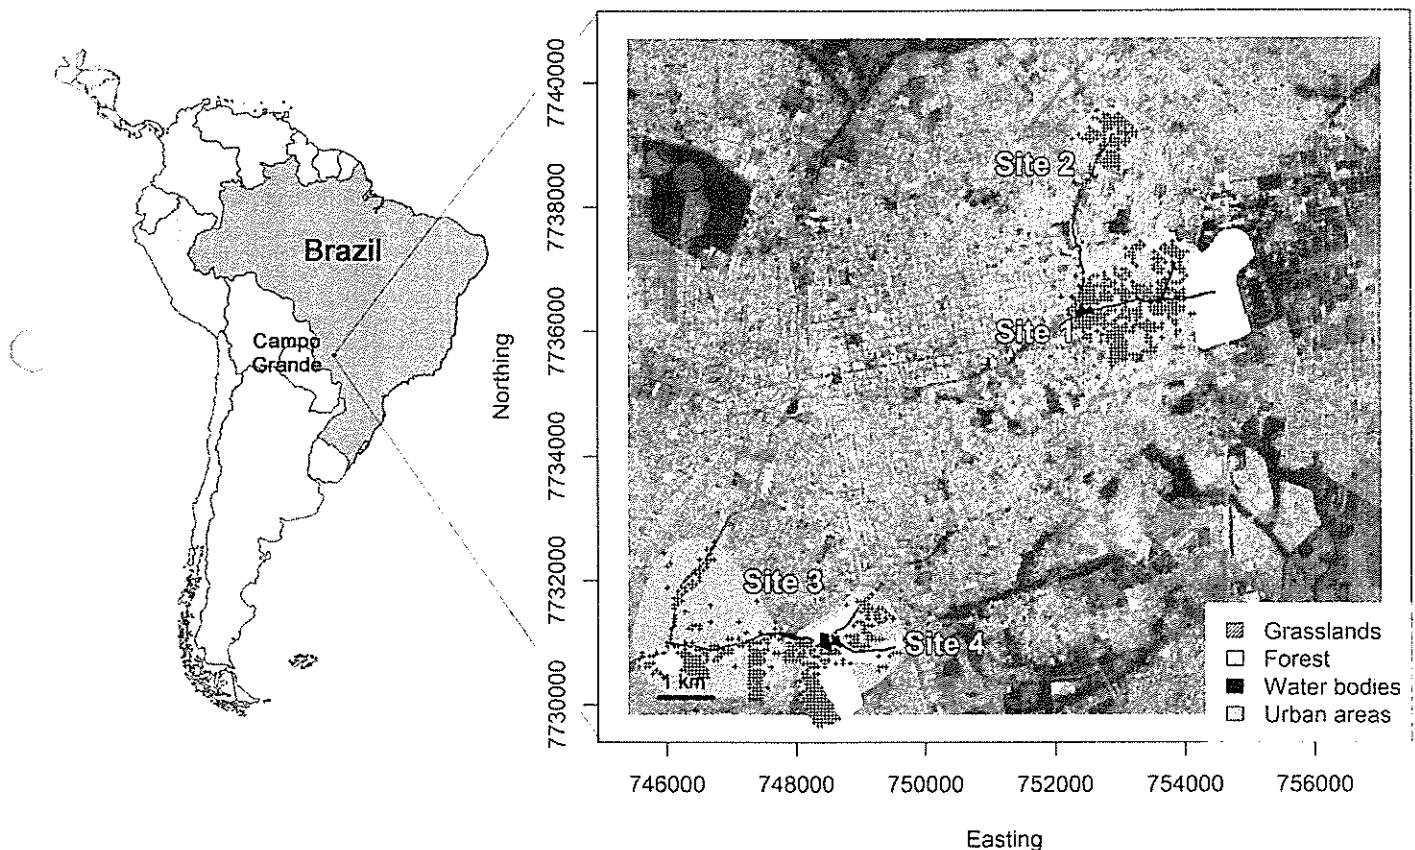 Brazil
Campo
Grande
Northing
7740000
7738000
7736000
7734000
7732000
7730000
Site 2
Site 1
Site 3
Site 4
1 km
Grasslands
Forest
Water bodies
Urban areas
746000
748000
750000
752000
754000
756000
Easting